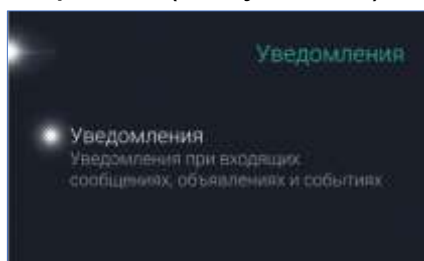 Уведомления
Уведомления
Уведомления при входящих
сообщениях, объявлениях и событиях